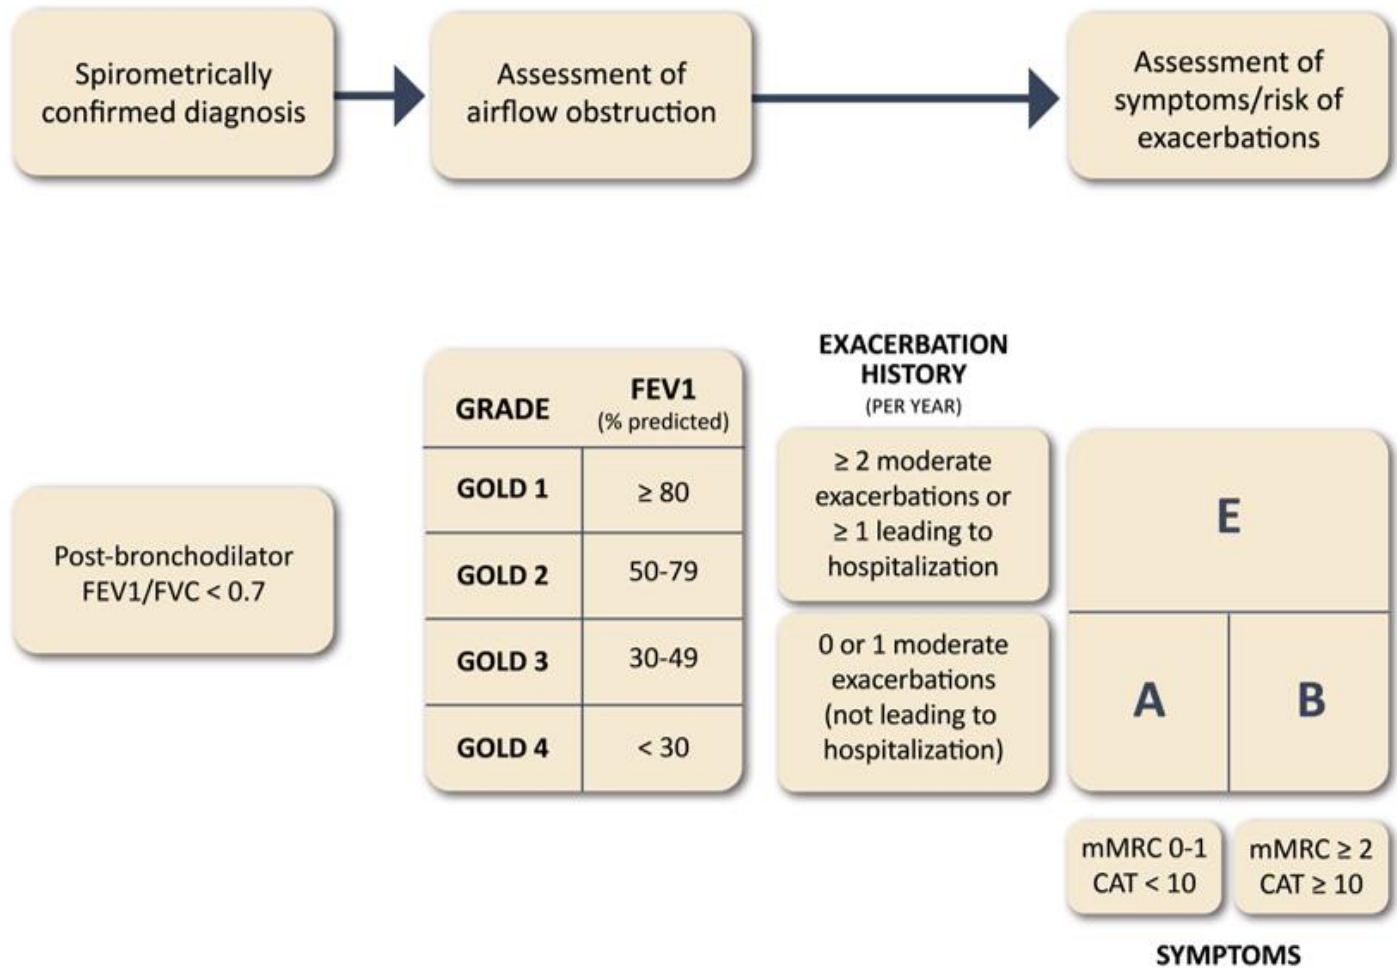 Spirometrically
confirmed diagnosis
Assessment of
airflow obstruction
Assessment of
symptoms/risk of
exacerbations
Post-bronchodilator
FEV1/FVC < 0.7
GRADE
FEV1
(% predicted)
GOLD 1
≥ 80
GOLD 2
50-79
GOLD 3
30-49
GOLD 4
< 30
EXACERBATION
HISTORY
(PER YEAR)
≥ 2 moderate
exacerbations or
≥ 1 leading to
hospitalization
0 or 1 moderate
exacerbations
(not leading to
hospitalization)
E
A
B
mMRC 0-1
CAT < 10
mMRC ≥ 2
CAT ≥ 10
SYMPTOMS